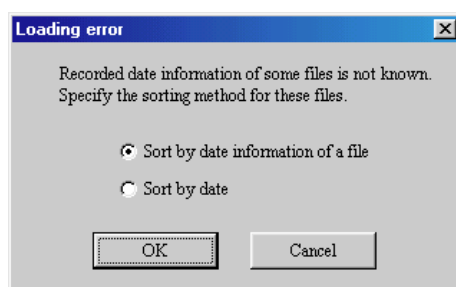 Loading error
Recorded date information of some files is not known.
Specify the sorting method for these files.
Sort by date information of a file
Sort by date
OK
Cancel